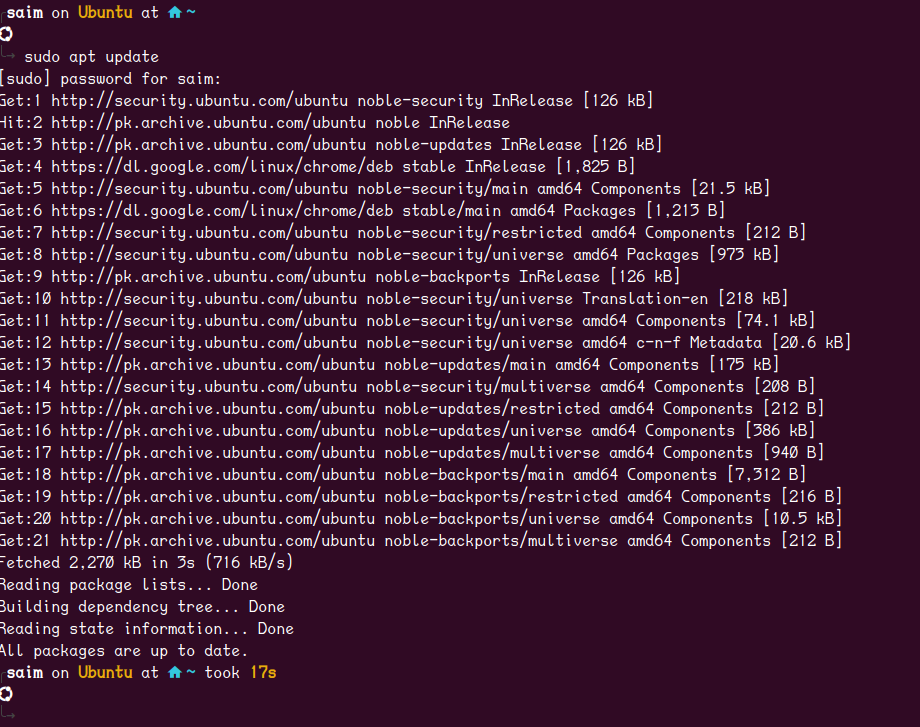 saim on Ubuntu at ~
sudo apt update
[sudo] password for saim:
Get:1 http://security.ubuntu.com/ubuntu noble-security InRelease [126 kB]
Hit:2 http://pk.archive.ubuntu.com/ubuntu noble InRelease
Get:3 http://pk.archive.ubuntu.com/ubuntu noble-updates InRelease [126 kB]
Get:4 https://dl.google.com/linux/chrome/deb stable InRelease [1,825 B]
Get:5 http://security.ubuntu.com/ubuntu noble-security/main amd64 Components [21.5 kB]
Get:6 https://dl.google.com/linux/chrome/deb stable/main amd64 Packages [1,213 B]
Get:7 http://security.ubuntu.com/ubuntu noble-security/restricted amd64 Components [212 B]
Get:8 http://security.ubuntu.com/ubuntu noble-security/universe amd64 Packages [973 kB]
Get:9 http://pk.archive.ubuntu.com/ubuntu noble-backports InRelease [126 kB]
Get:10 http://security.ubuntu.com/ubuntu noble-security/universe Translation-en [218 kB]
Get:11 http://security.ubuntu.com/ubuntu noble-security/universe amd64 Components [74.1 kB]
Get:12 http://security.ubuntu.com/ubuntu noble-security/universe amd64 c-n-f Metadata [20.6 kB]
Get:13 http://pk.archive.ubuntu.com/ubuntu noble-updates/main amd64 Components [175 kB]
Get:14 http://security.ubuntu.com/ubuntu noble-security/multiverse amd64 Components [208 B]
Get:15 http://pk.archive.ubuntu.com/ubuntu noble-updates/restricted amd64 Components [212 B]
Get:16 http://pk.archive.ubuntu.com/ubuntu noble-updates/universe amd64 Components [386 kB]
Get:17 http://pk.archive.ubuntu.com/ubuntu noble-updates/multiverse amd64 Components [940 B]
Get:18 http://pk.archive.ubuntu.com/ubuntu noble-backports/main amd64 Components [7,312 B]
Get:19 http://pk.archive.ubuntu.com/ubuntu noble-backports/restricted amd64 Components [216 B]
Get:20 http://pk.archive.ubuntu.com/ubuntu noble-backports/universe amd64 Components [10.5 kB]
Get:21 http://pk.archive.ubuntu.com/ubuntu noble-backports/multiverse amd64 Components [212 B]
Fetched 2,270 kB in 3s (716 kB/s)
Reading package lists... Done
Building dependency tree... Done
Reading state information... Done
All packages are up to date.
saim on Ubuntu at ~ took 17s